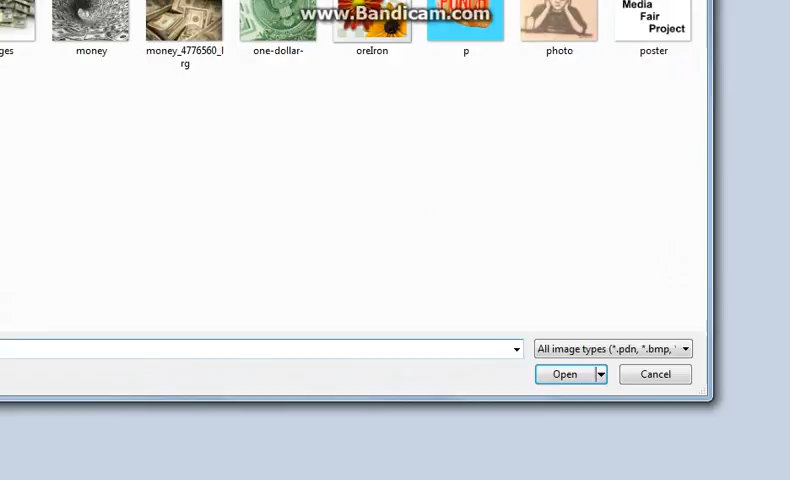 www.Bandicam.com
Media
Fair
Project
ges
money
money_4776560_l
rg
one-dollar-
oreIron
p
photo
poster
All image types (*.pdn, *.bmp, 
Open
Cancel